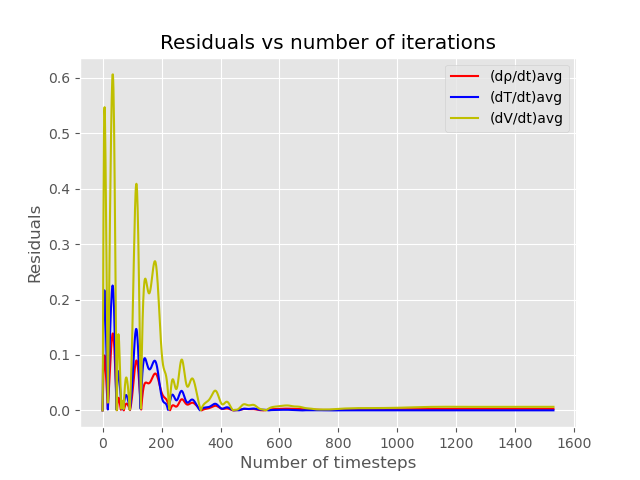 Residuals vs number of iterations
(dρ/dt)avg
(dT/dt)avg
(dV/dt)avg
Residuals
0.6
0.5
0.4
0.3
0.2
0.1
0.0
0 200 400 600 800 1000 1200 1400 1600
Number of timesteps